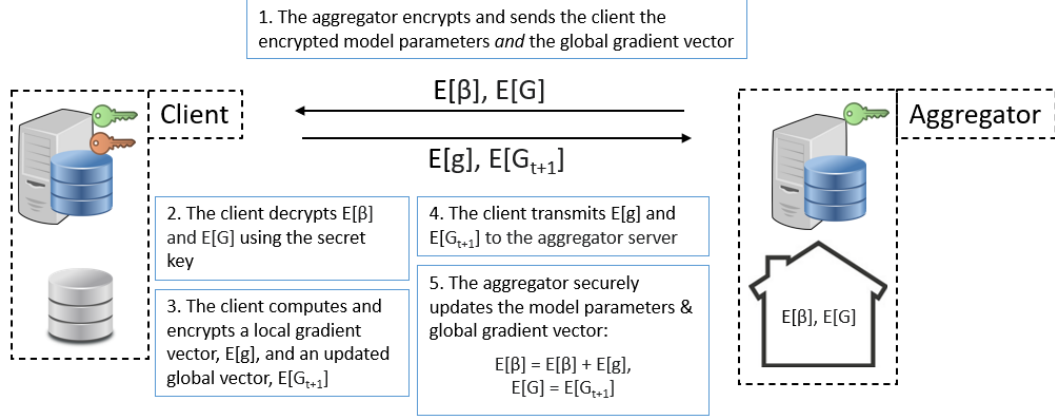 1. The aggregator encrypts and sends the client the
encrypted model parameters and the global gradient vector
Client
E[β], E[G]
E[g], E[Gₜ₊₁]
Aggregator
2. The client decrypts E[β]
and E[G] using the secret
key
3. The client computes and
encrypts a local gradient
vector, E[g], and an updated
global vector, E[Gₜ₊₁]
4. The client transmits E[g] and
E[Gₜ₊₁] to the aggregator server
5. The aggregator securely
updates the model parameters &
global gradient vector:
E[β] = E[β] + E[g],
E[G] = E[Gₜ₊₁]
E[β], E[G]